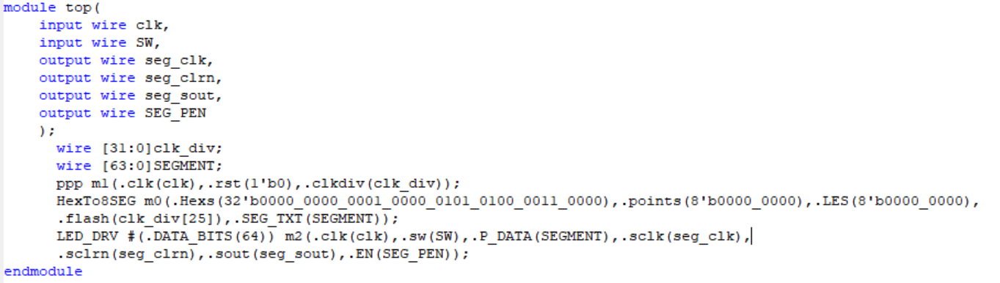 module top(
input wire clk,
input wire SW,
output wire seg_clk,
output wire seg_clrn,
output wire seg_sout,
output wire SEG_PEN
);
wire [31:0]clk_div;
wire [63:0]SEGMENT;
ppp m1(.clk(clk),.rst(1'b0),.clkdiv(clk_div));
HexTo8SEG m0(.Hexs(32'b0000_0000_0001_0000_0101_0100_0011_0000),.points(8'b0000_0000),.LES(8'b0000_0000),
.flash(clk_div[25]),.SEG_TXT(SEGMENT));
LED_DRV #(.DATA_BITS(64)) m2(.clk(clk),.sw(SW),.P_DATA(SEGMENT),.sclk(seg_clk),
.sclrn(seg_clrn),.sout(seg_sout),.EN(SEG_PEN));
endmodule